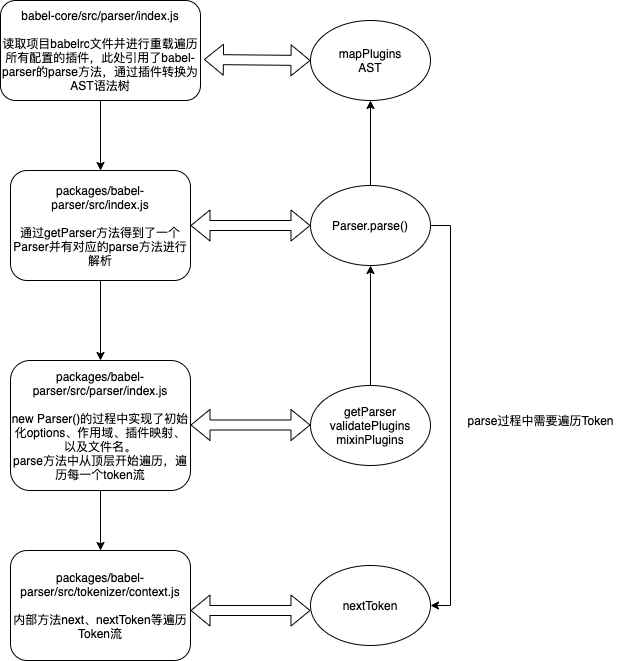 babel-core/src/parser/index.js
读取项目babelrc文件并进行重载遍历
所有配置的插件，此处引用了babel-
parser的parse方法，通过插件转换为
AST语法树
mapPlugins
AST
packages/babel-
parser/src/index.js
通过getParser方法得到了一个
Parser并有对应的parse方法进行
解析
Parser.parse()
packages/babel-
parser/src/parser/index.js
new Parser()的过程中实现了初始
化options、作用域、插件映射、
以及文件名。
parse方法中从顶层开始遍历，遍
历每一个token流
getParser
validatePlugins
mixinPlugins
parse过程中需要遍历Token
packages/babel-
parser/src/tokenizer/context.js
内部方法next、nextToken等遍历
Token流
nextToken